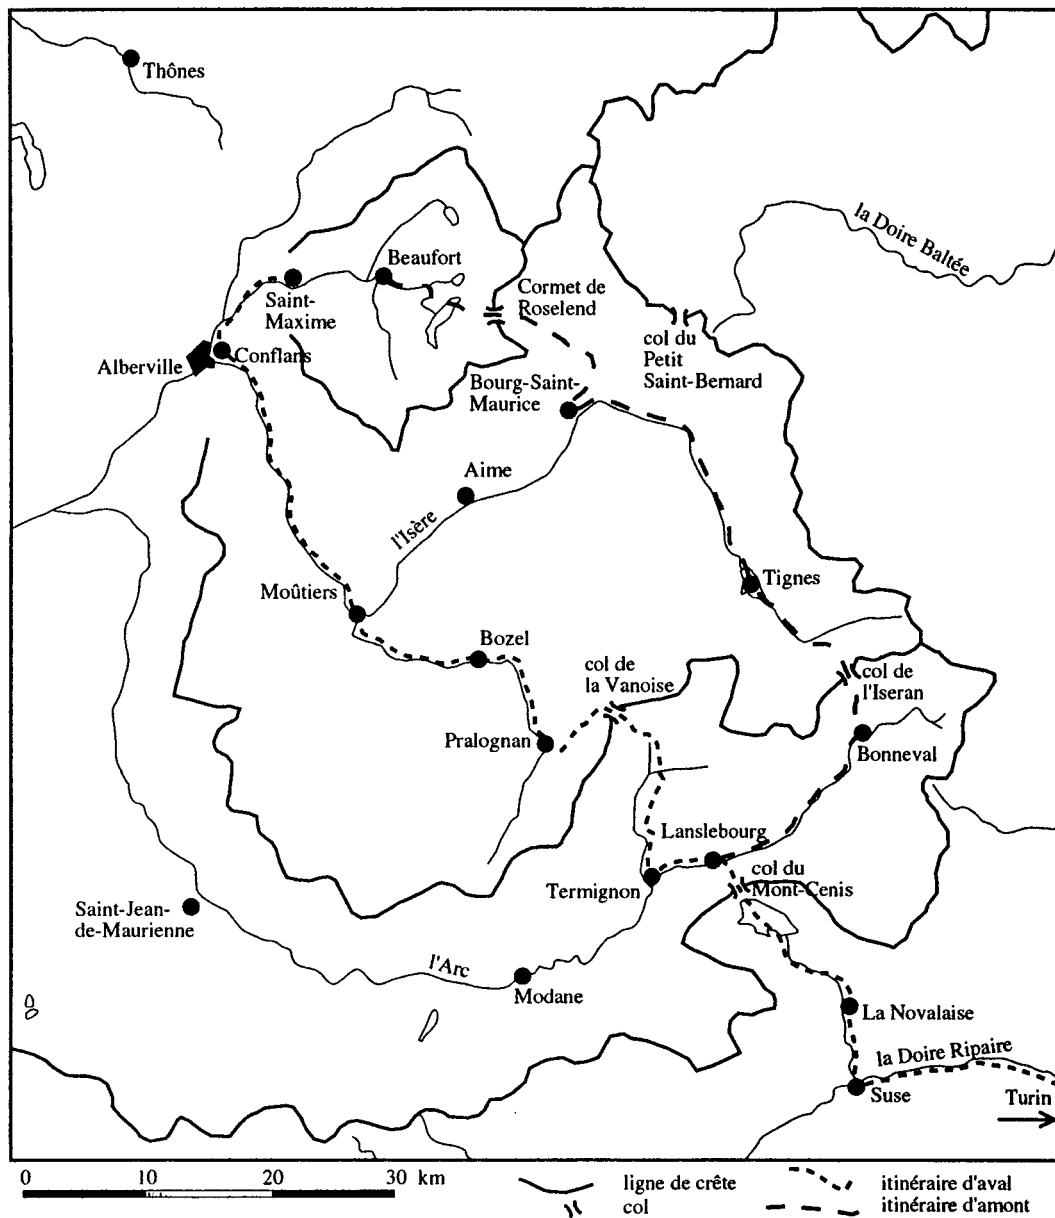 Thônes
la Doire Baltée
Beaufort
Cormet de
Roselend
Saint-
Maxime
col du
Petit
Saint-Bernard
Conflans
Alberville
Bourg-Saint-
Maurice
Aime
l'Isère
Tignes
Moûtiers
Bozel
col de
la Vanoise
col de
l'Iseran
Pralognan
Bonneval
Lanslebourg
col du
Mont-Cenis
Termignon
Saint-Jean-
de-Maurienne
l'Arc
Modane
La Novalaise
la Doire Ripaire
Suse
Turin
0 10 20 30 km
ligne de crête
col
itinéraire d'aval
itinéraire d'amont